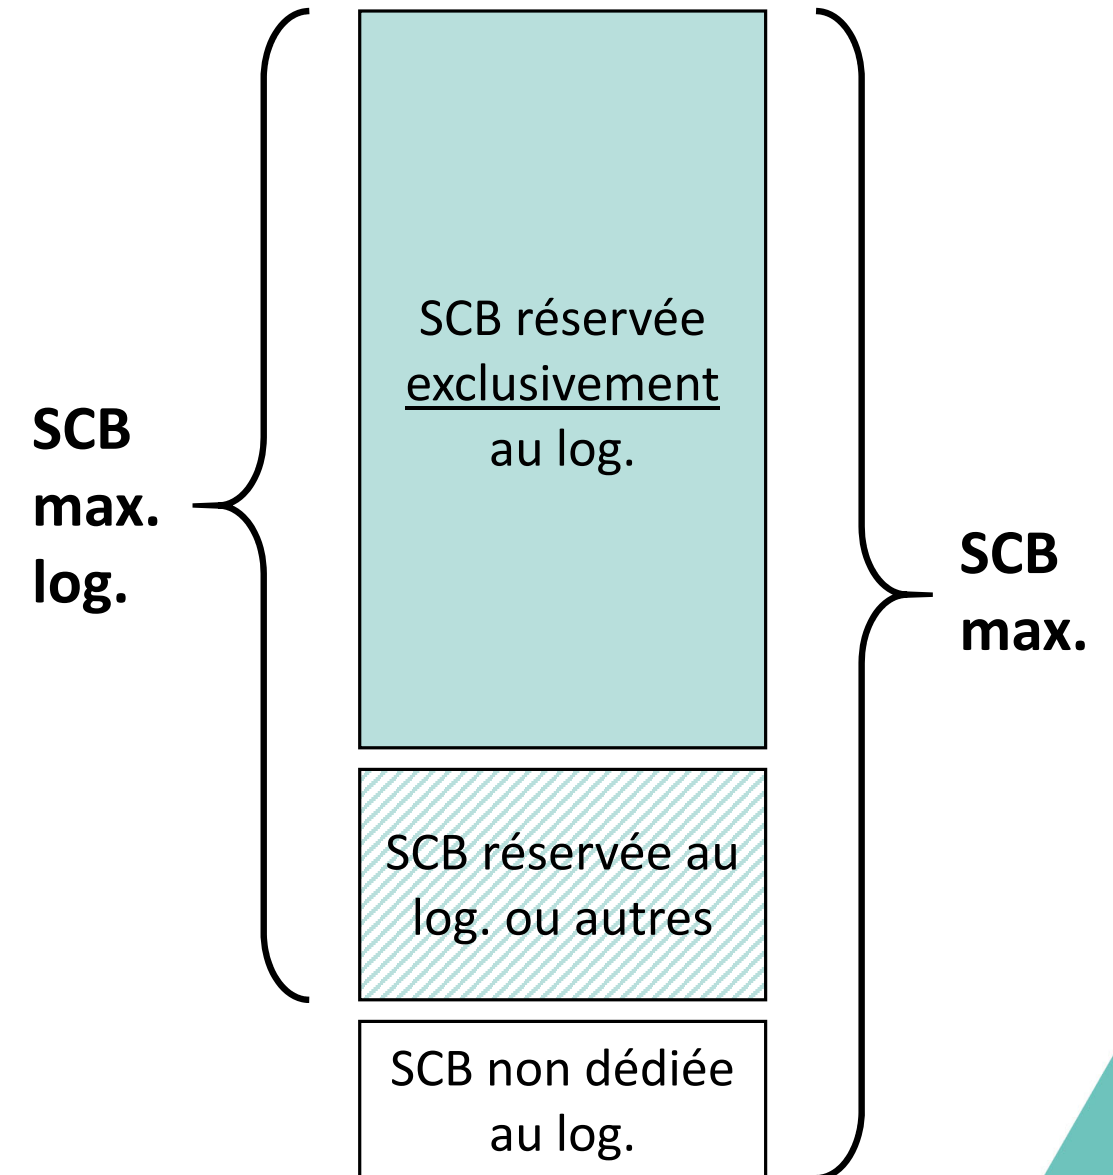 SCB réservée
exclusivement
au log.
SCB
max.
log.
SCB
max.
SCB réservée au
log. ou autres
SCB non dédiée
au log.